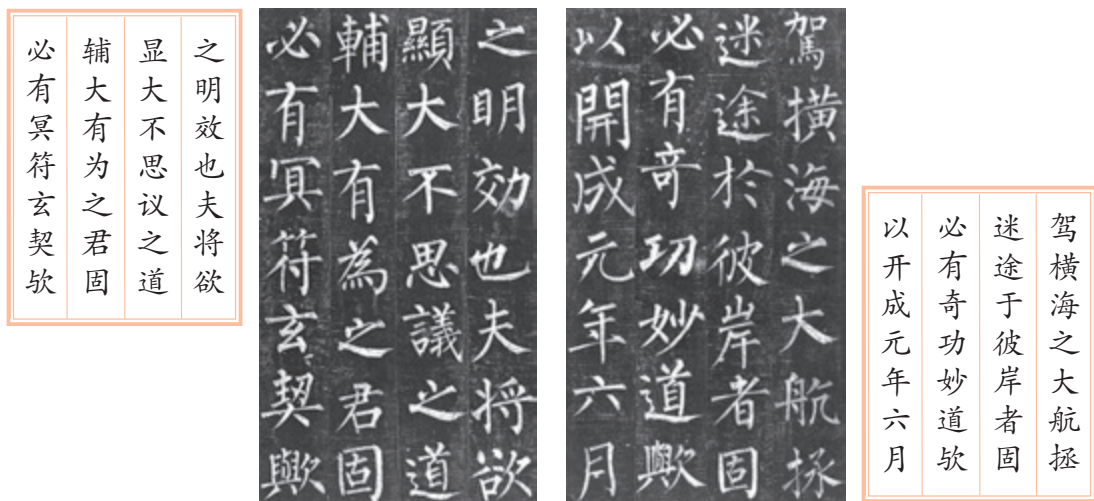 之明效也夫将欲
显大不思议之道
辅大有为之君固
必有冥符玄契欤
之明効也夫将欲
顯大不思議之道
輔大有為之君固
必有冥符玄契歟
駕橫海之大航拯
迷途於彼岸者固
必有奇功妙道歟
以開成元年六月
驾横海之大航拯
迷途于彼岸者固
必有奇功妙道欤
以开成元年六月